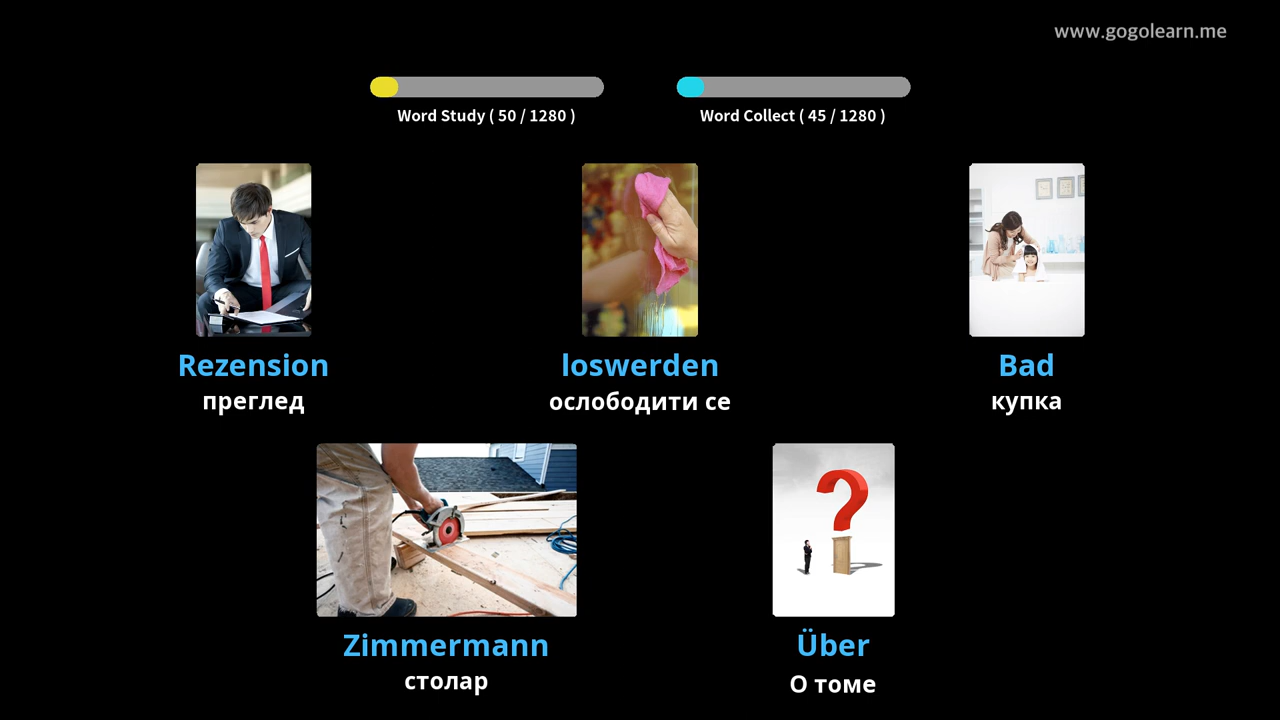 www.gogolearn.me
Word Study ( 50 / 1280 )
Word Collect ( 45 / 1280 )
Rezension
преглед
loswerden
ослободити се
Bad
купка
Zimmermann
столар
Über
О томе